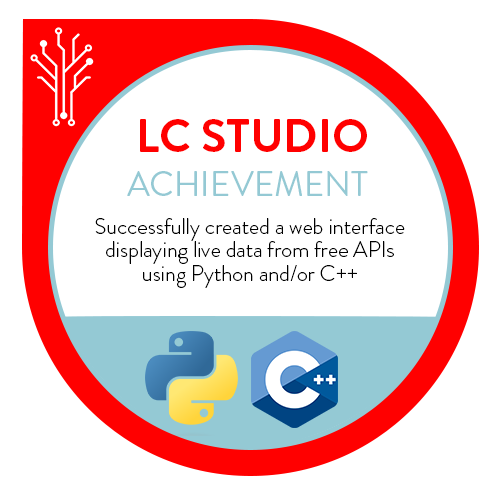 LC STUDIO
ACHIEVEMENT
Successfully created a web interface
displaying live data from free APIs
using Python and/or C++
C++